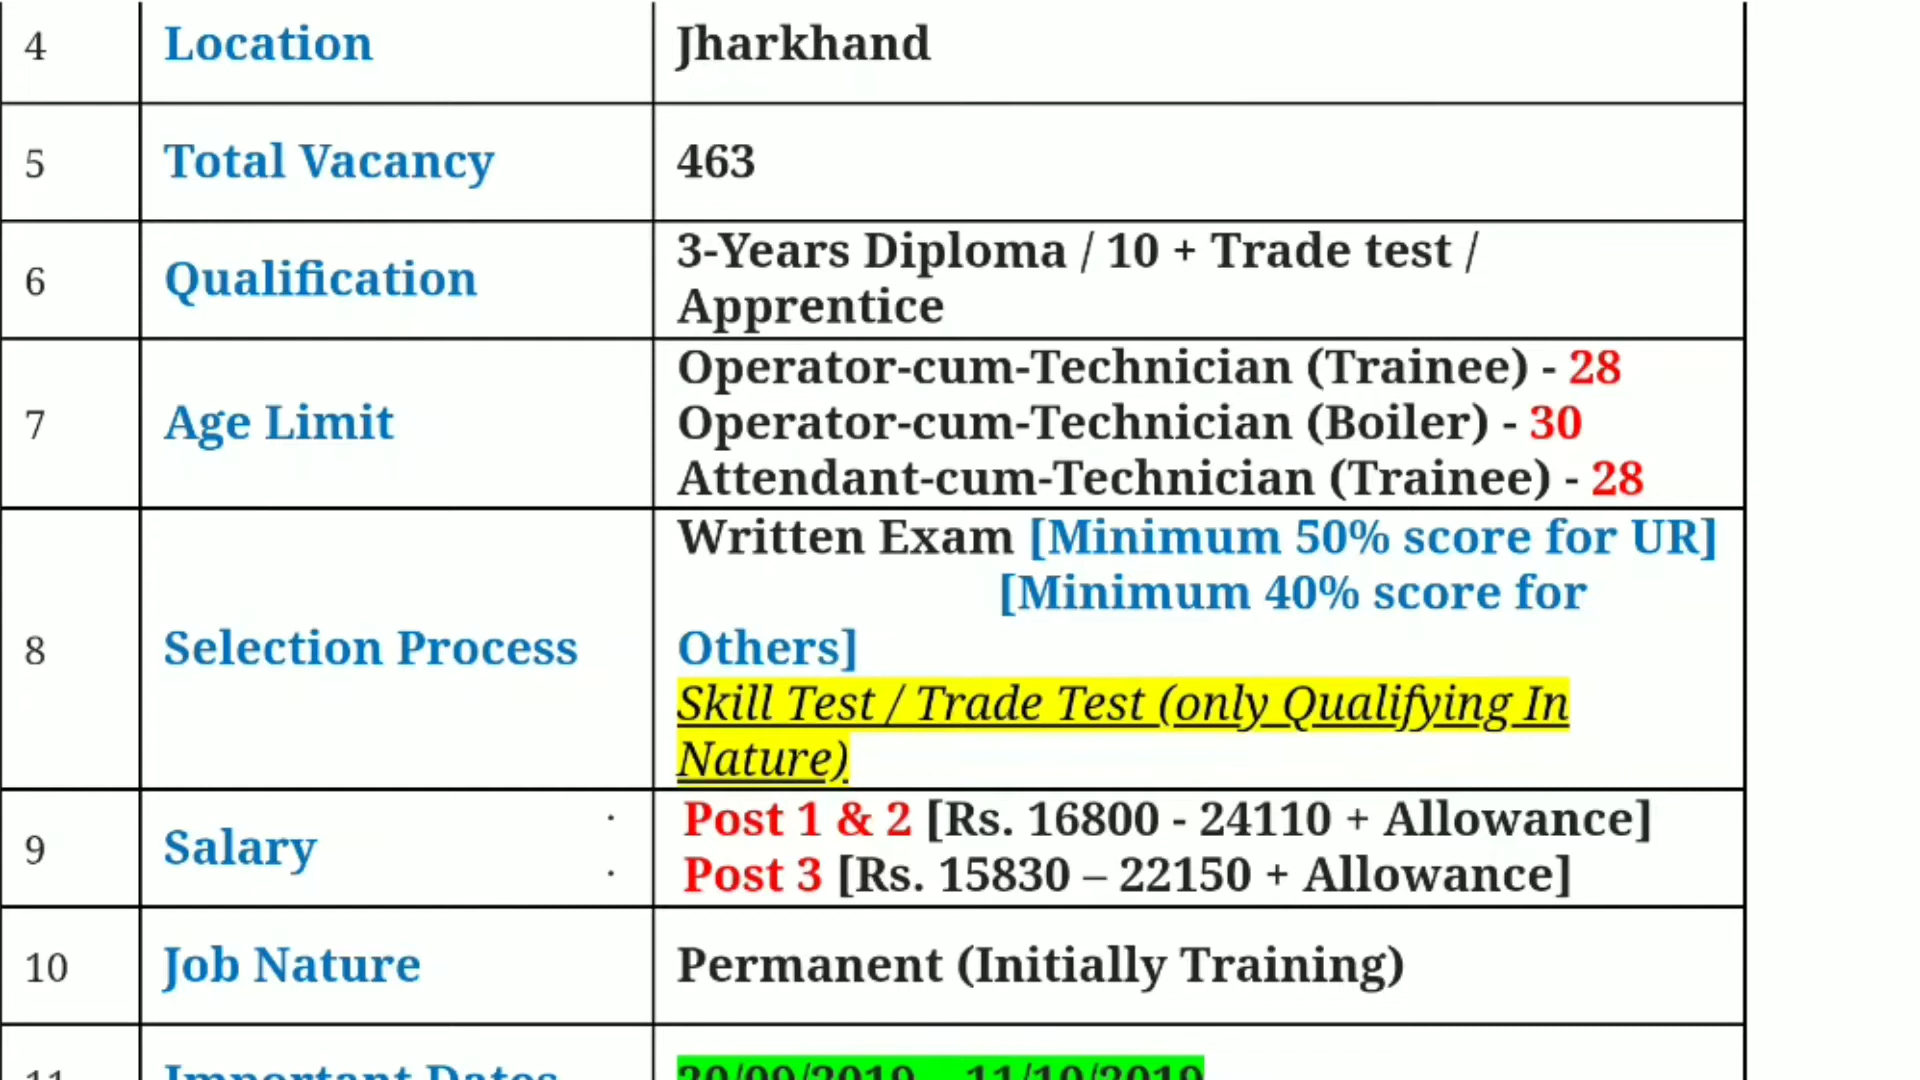 4 Location Jharkhand
5 Total Vacancy 463
6 Qualification 3-Years Diploma / 10 + Trade test /
Apprentice
7 Age Limit Operator-cum-Technician (Trainee) - 28
Operator-cum-Technician (Boiler) - 30
Attendant-cum-Technician (Trainee) - 28
8 Selection Process Written Exam [Minimum 50% score for UR]
[Minimum 40% score for
Others]
Skill Test / Trade Test (only Qualifying In
Nature)
9 Salary Post 1 & 2 [Rs. 16800 - 24110 + Allowance]
Post 3 [Rs. 15830 – 22150 + Allowance]
10 Job Nature Permanent (Initially Training)
11 Important Dates